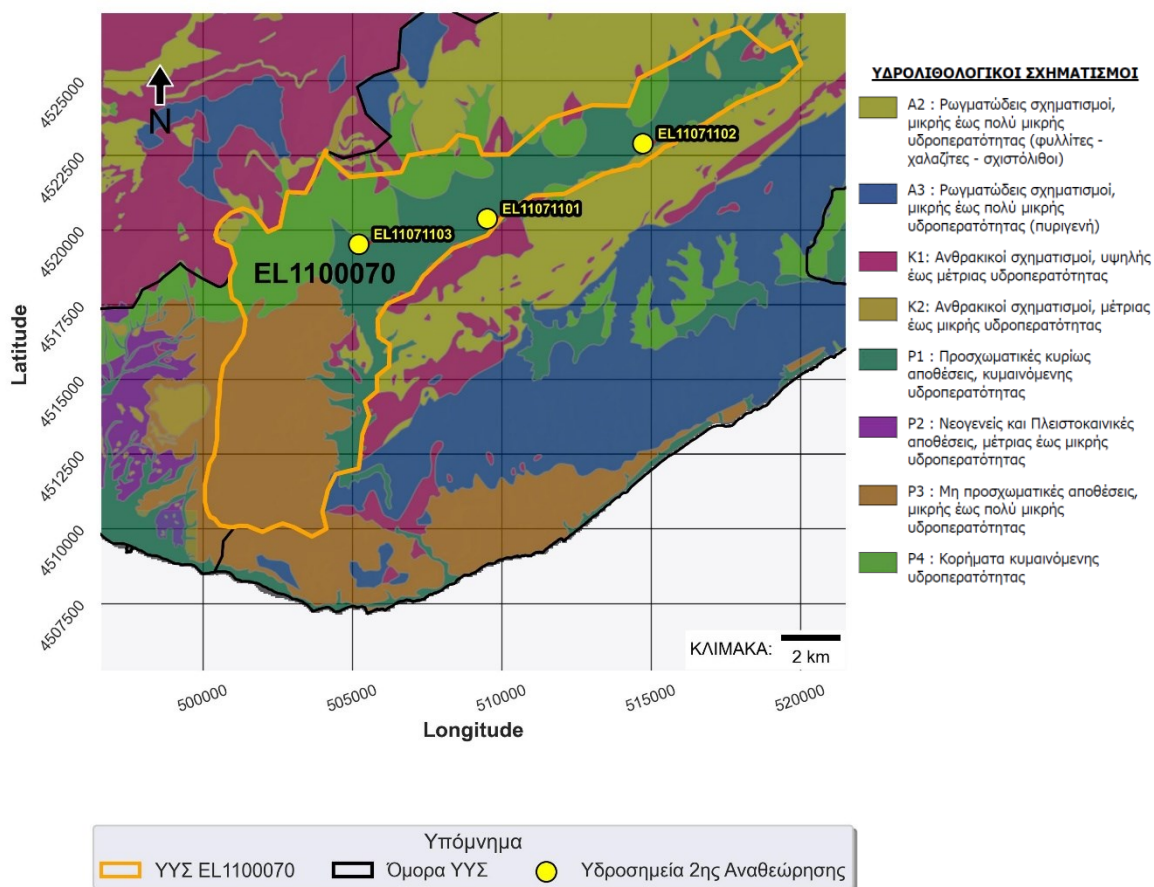 N
4525000
4522500
4520000
4517500
4515000
4512500
4510000
4507500
Latitude
EL11071102
EL11071101
EL11071103
EL1100070
ΚΛΙΜΑΚΑ:
2 km
500000
505000
510000
515000
520000
Longitude
ΥΔΡΟΛΙΘΟΛΟΓΙΚΟΙ ΣΧΗΜΑΤΙΣΜΟΙ
Α2 : Ρωγματώδεις σχηματισμοί,
μικρής έως πολύ μικρής
υδροπερατότητας (φυλλίτες -
χαλαζίτες - σχιστόλιθοι)
Α3 : Ρωγματώδεις σχηματισμοί,
μικρής έως πολύ μικρής
υδροπερατότητας (πυριγενή)
Κ1: Ανθρακικοί σχηματισμοί, υψηλής
έως μέτριας υδροπερατότητας
Κ2: Ανθρακικοί σχηματισμοί, μέτριας
έως μικρής υδροπερατότητας
Ρ1 : Προσχωματικές κυρίως
αποθέσεις, κυμαινόμενης
υδροπερατότητας
Ρ2 : Νεογενείς και Πλειστοκαινικές
αποθέσεις, μέτριας έως μικρής
υδροπερατότητας
Ρ3 : Μη προσχωματικές αποθέσεις,
μικρής έως πολύ μικρής
υδροπερατότητας
Ρ4 : Κορήματα κυμαινόμενης
υδροπερατότητας
Υπόμνημα
ΥΥΣ EL1100070
Όμορα ΥΥΣ
Υδροσημεία 2ης Αναθεώρησης